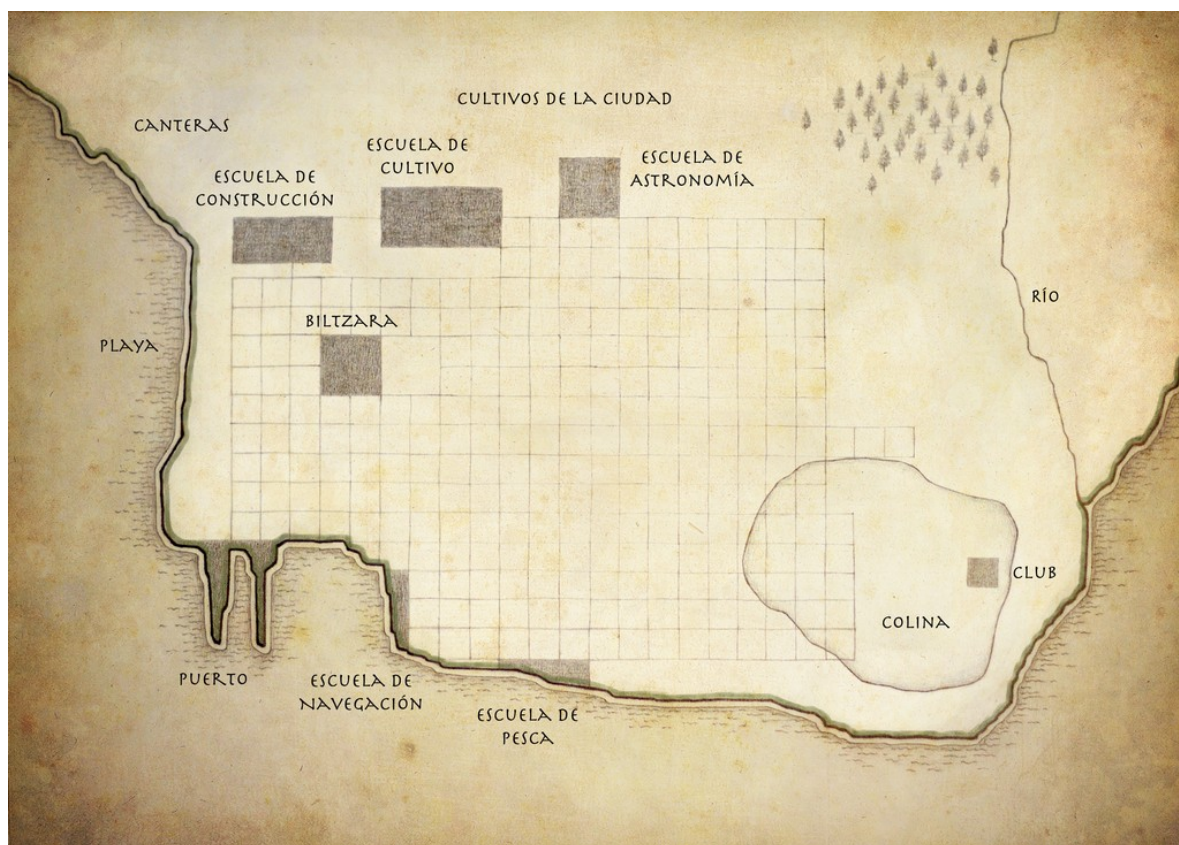 CULTIVOS DE LA CIUDAD
CANTERAS
ESCUELA DE
CULTIVO
ESCUELA DE
ASTRONOMÍA
ESCUELA DE
CONSTRUCCIÓN
RÍO
BILTZARA
PLAYA
CLUB
COLINA
PUERTO
ESCUELA DE
NAVEGACIÓN
ESCUELA DE
PESCA